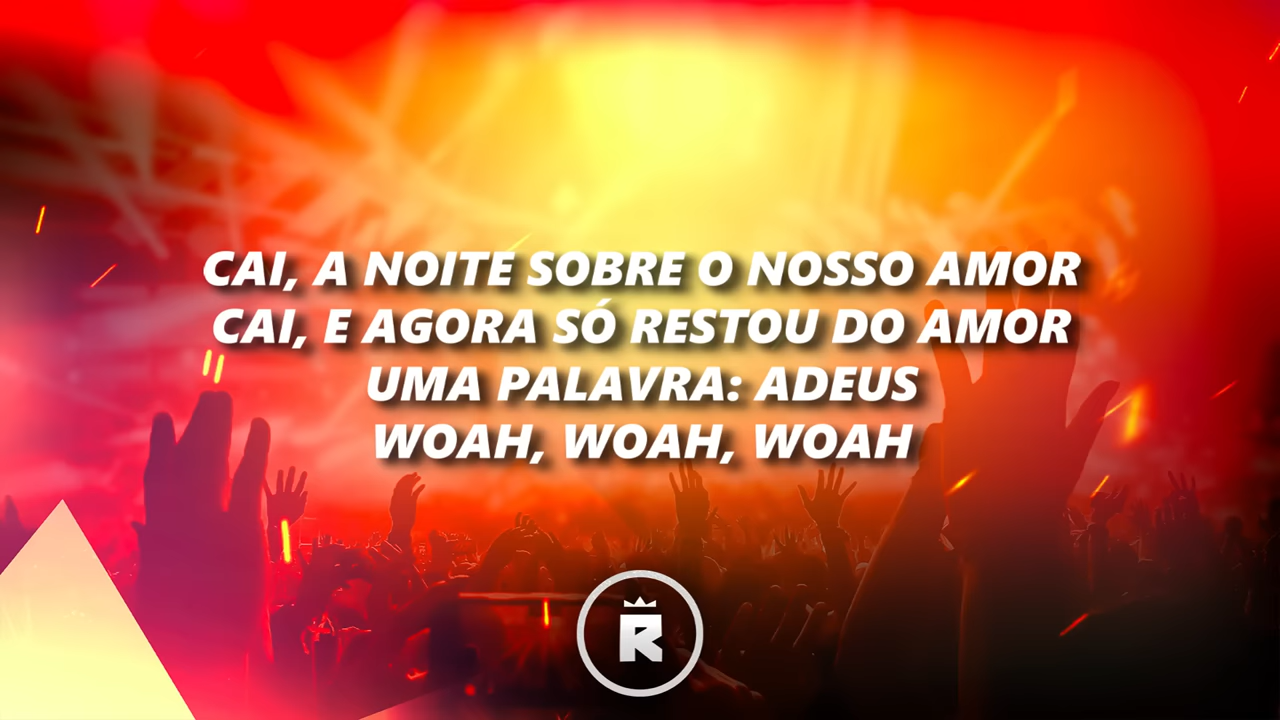 CAI, A NOITE SOBRE O NOSSO AMOR
CAI, E AGORA SÓ RESTOU DO AMOR
UMA PALAVRA: ADEUS
WOAH, WOAH, WOAH
R